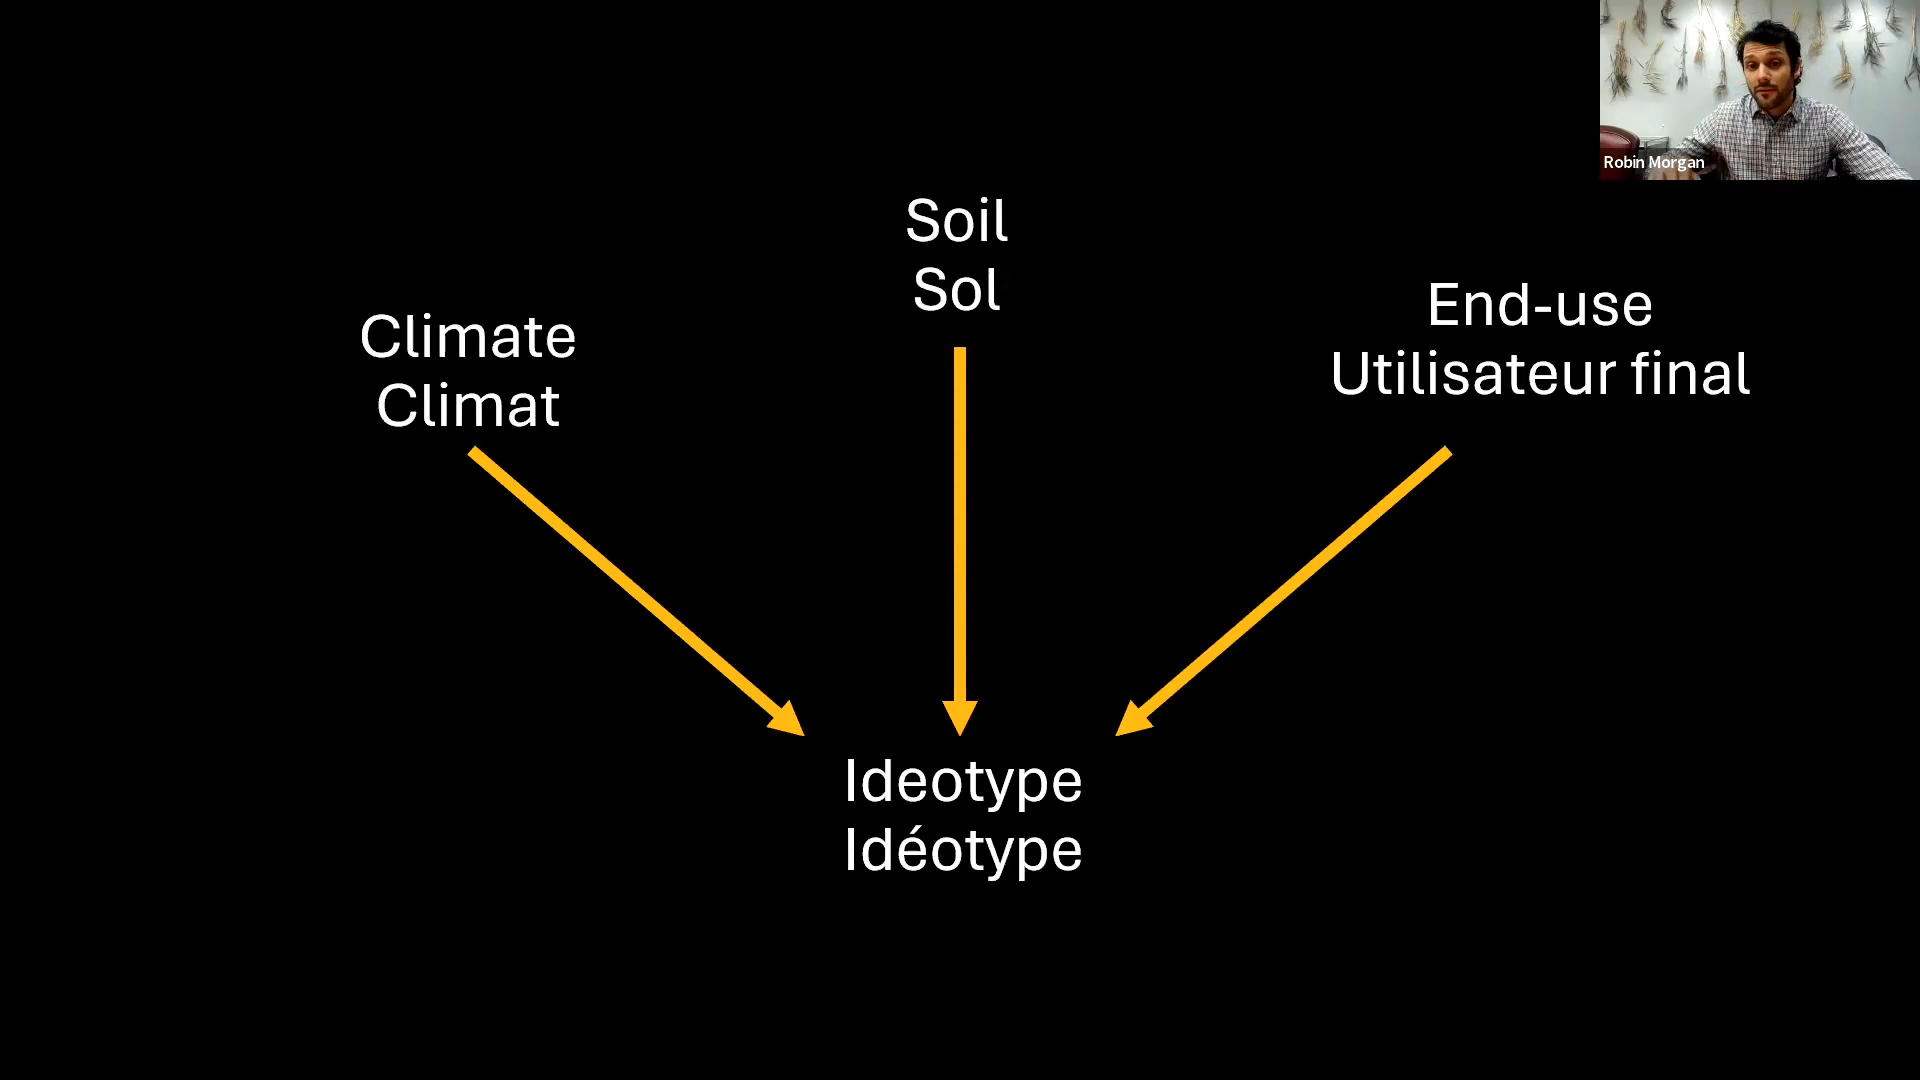 Robin Morgan
Soil
Sol
Climate
Climat
End-use
Utilisateur final
Ideotype
Idéotype